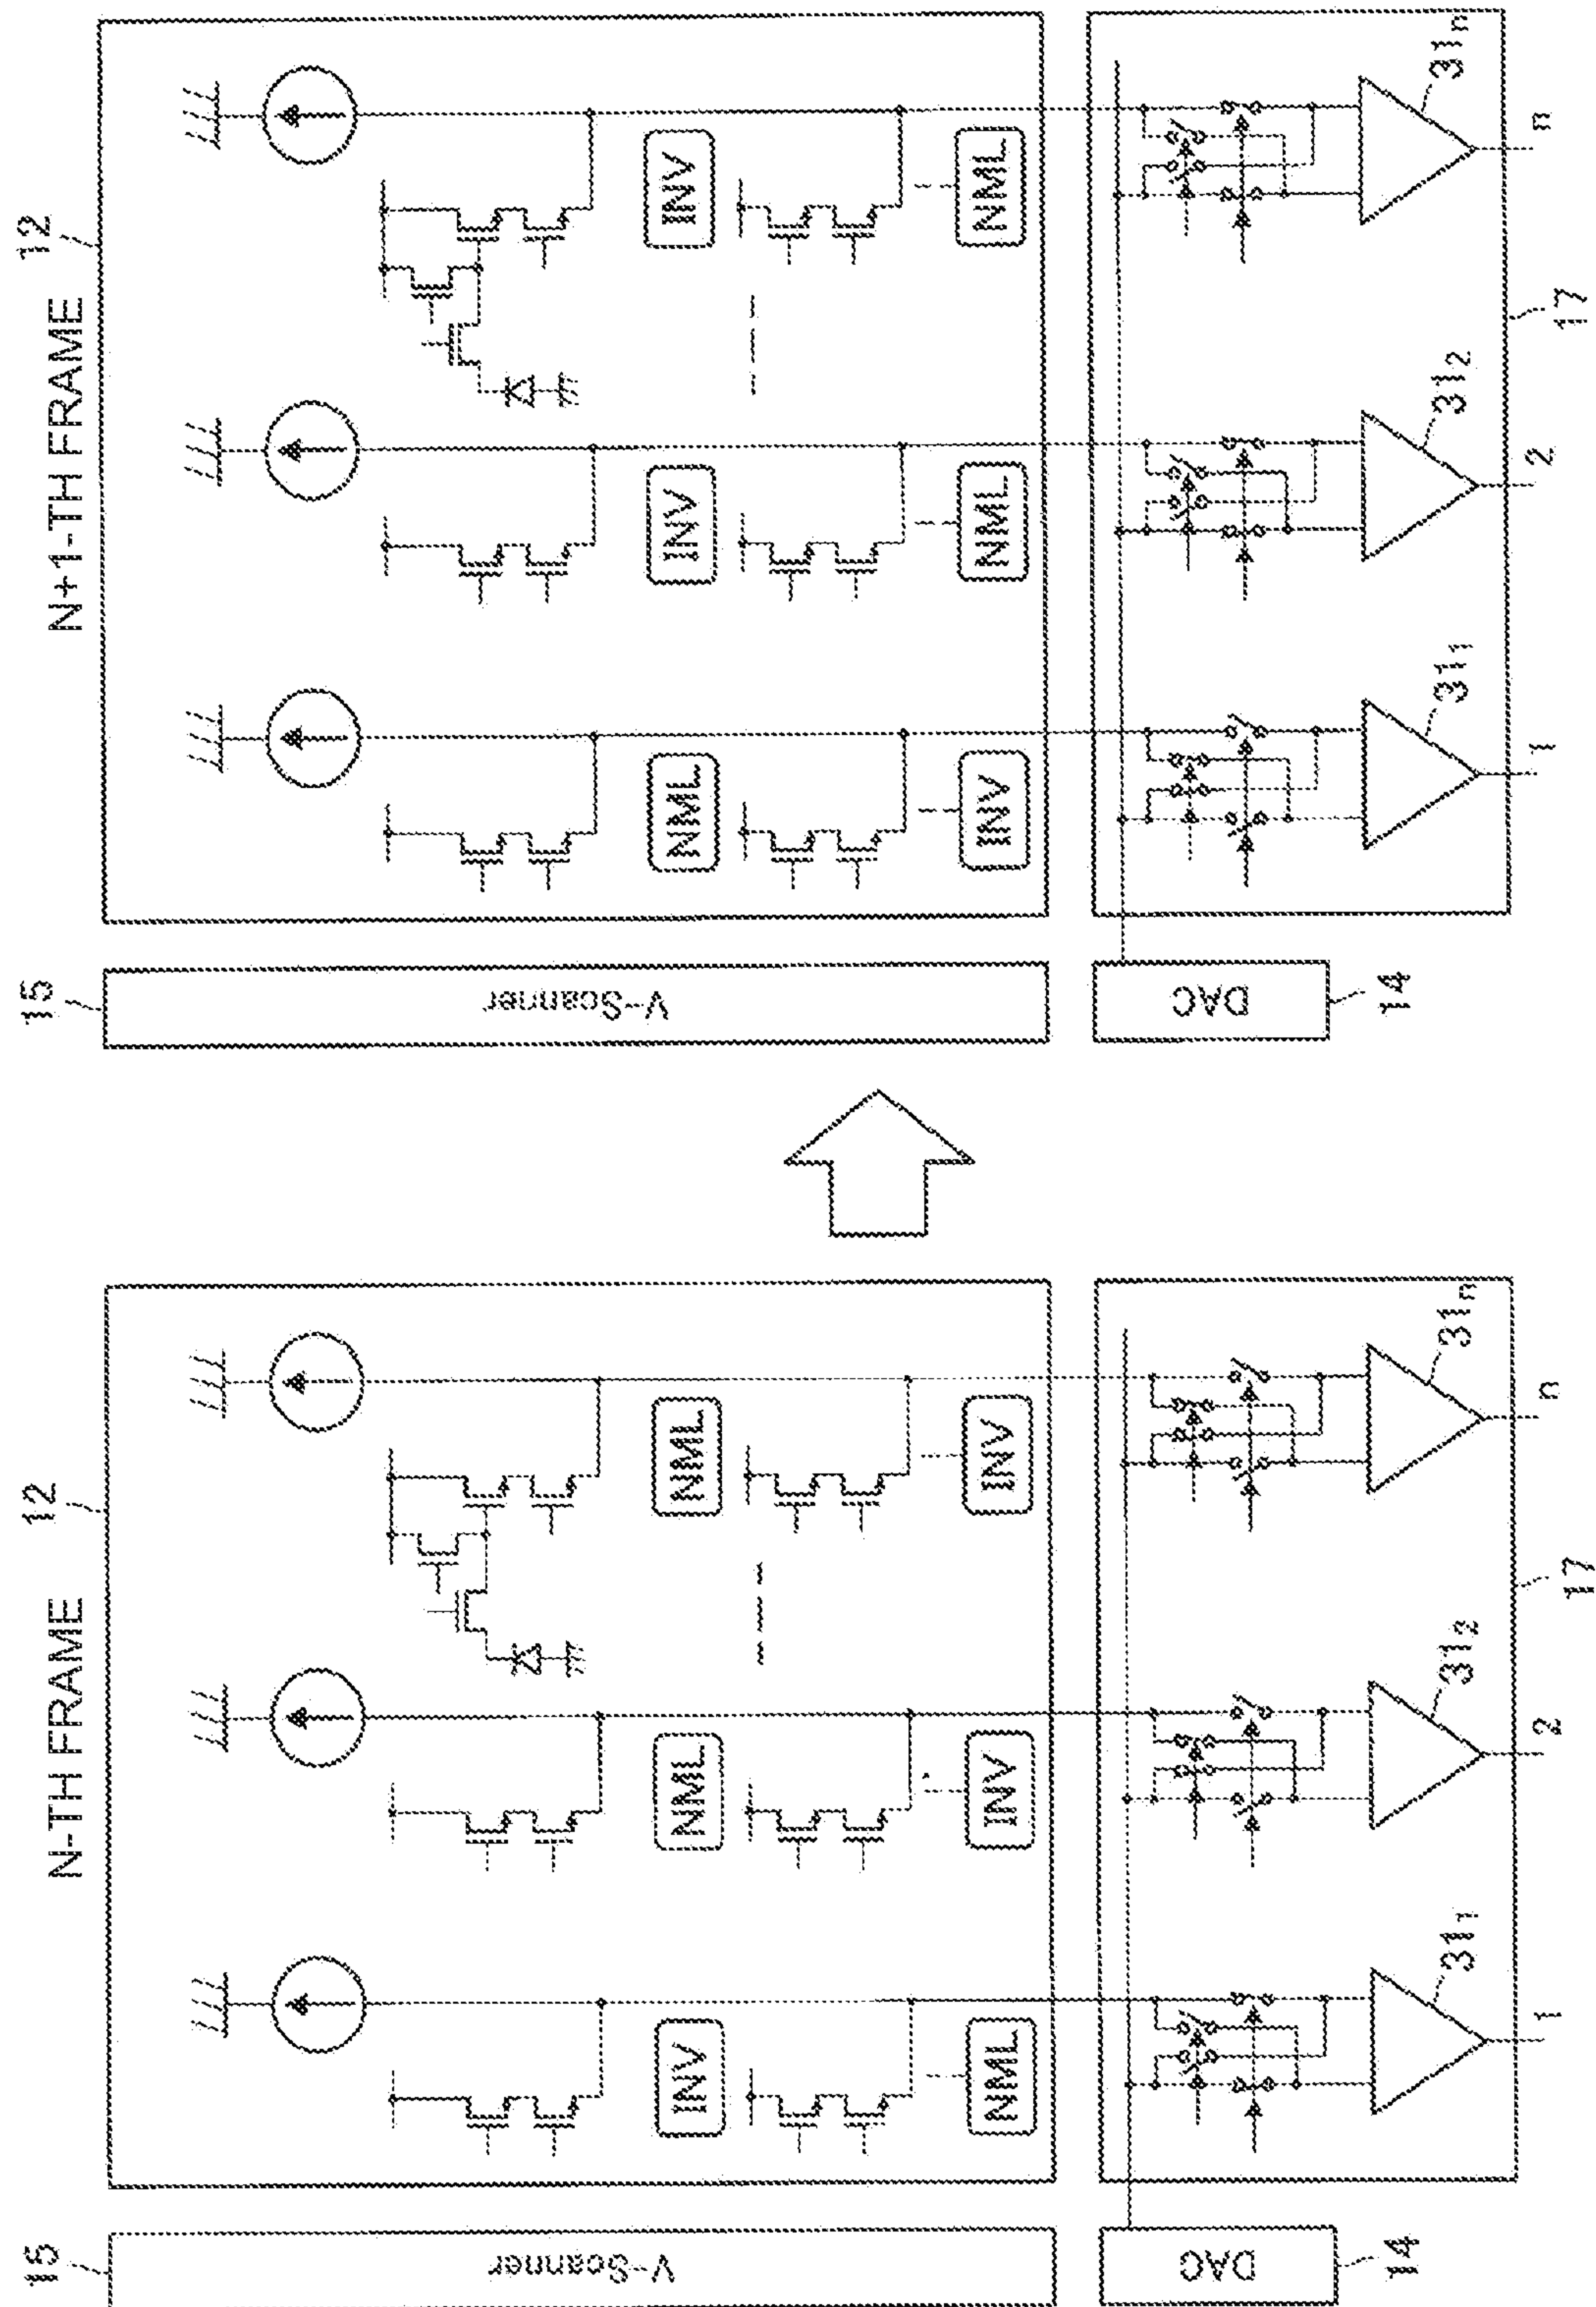 N-TH FRAME
12
15
V-Scanner
INV
NML
NML
NML
INV
INV
DAC
14
31₁
31₂
31ₙ
1
2
n
17
N+1-TH FRAME
12
15
V-Scanner
NML
INV
INV
INV
NML
NML
DAC
14
31₁
31₂
31ₙ
1
2
n
17